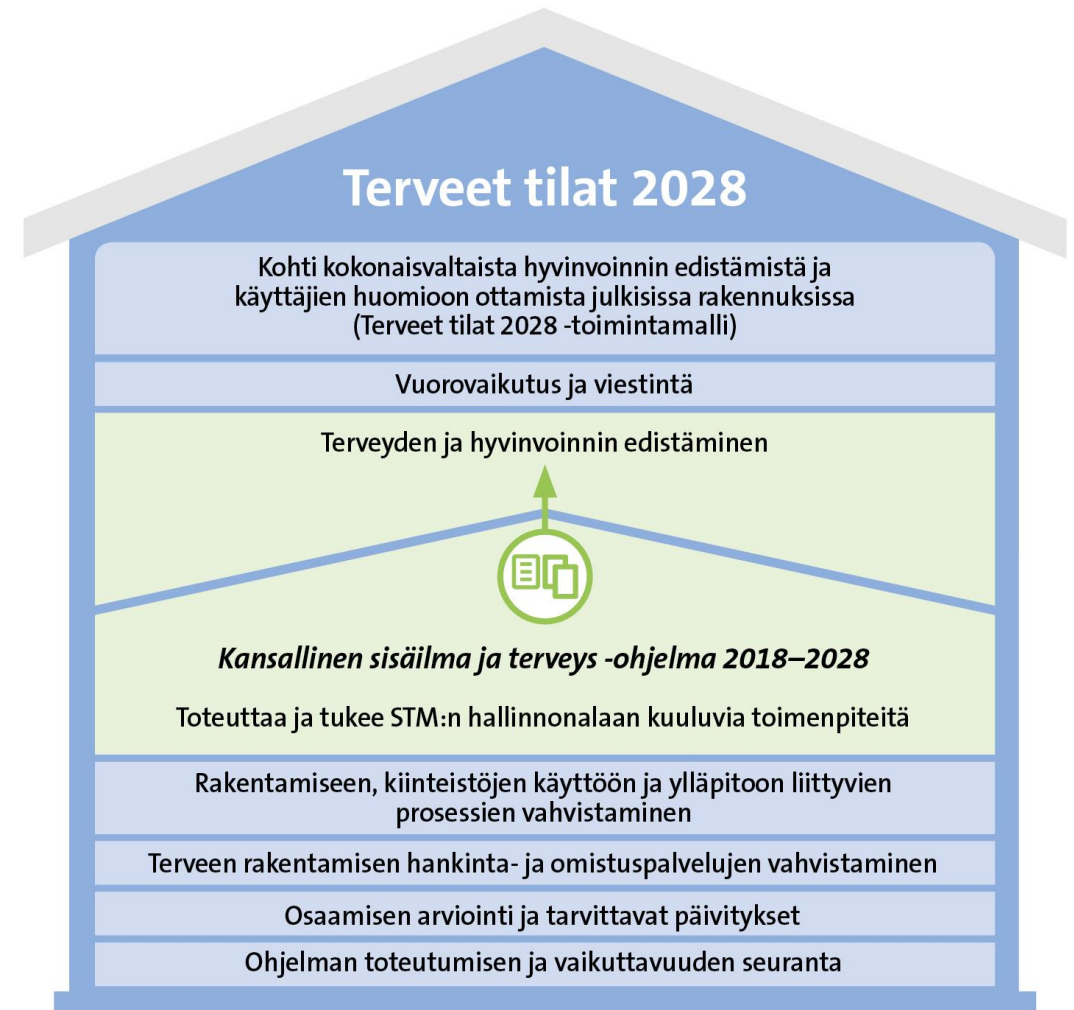 Terveet tilat 2028
Kohti kokonaisvaltaista hyvinvoinnin edistämistä ja
käyttäjien huomioon ottamista julkisissa rakennuksissa
(Terveet tilat 2028 -toimintamalli)
Vuorovaikutus ja viestintä
Terveyden ja hyvinvoinnin edistäminen
Kansallinen sisäilma ja terveys -ohjelma 2018–2028
Toteuttaa ja tukee STM:n hallinnonalaan kuuluvia toimenpiteitä
Rakentamiseen, kiinteistöjen käyttöön ja ylläpitoon liittyvien
prosessien vahvistaminen
Terveen rakentamisen hankinta- ja omistuspalvelujen vahvistaminen
Osaamisen arviointi ja tarvittavat päivitykset
Ohjelman toteutumisen ja vaikuttavuuden seuranta